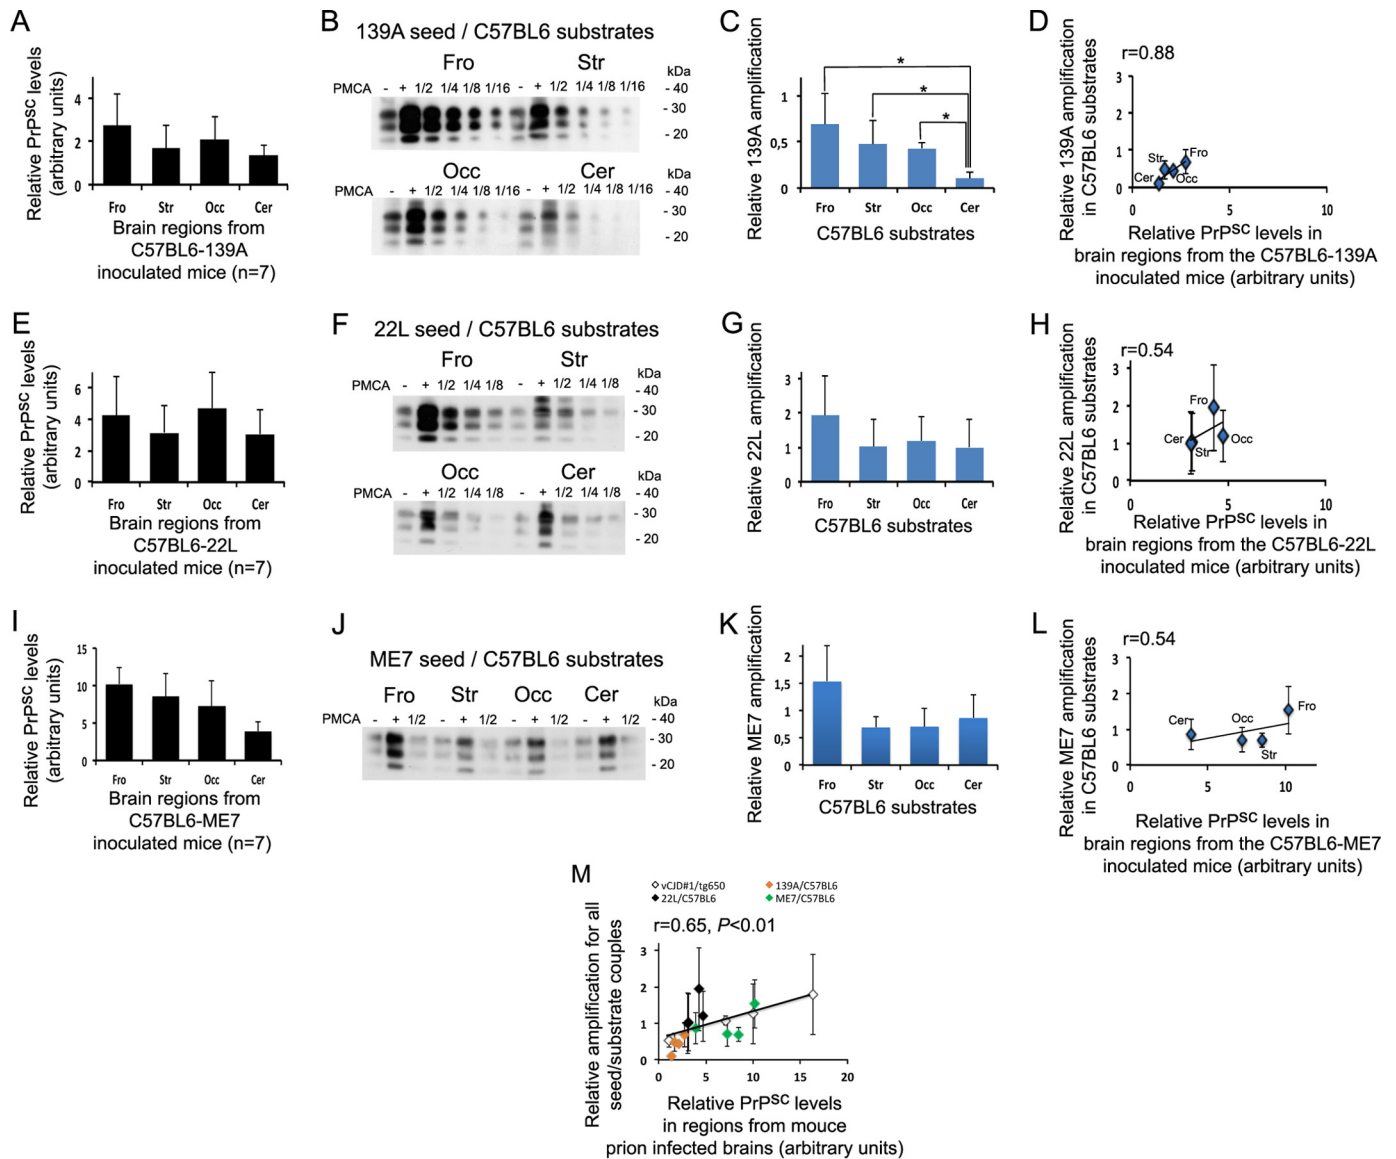 A
Relative PrPSC levels
(arbitrary units)
4
2
0
Fro Str Occ Cer
Brain regions from
C57BL6-139A
inoculated mice (n=7)
B
139A seed / C57BL6 substrates
Fro Str
kDa
PMCA - + 1/2 1/4 1/8 1/16 - + 1/2 1/4 1/8 1/16 - 40
- 30
- 20
Occ Cer
kDa
PMCA - + 1/2 1/4 1/8 1/16 - + 1/2 1/4 1/8 1/16 - 40
- 30
- 20
C
Relative 139A amplification
1
0,5
0
*
*
*
Fro Str Occ Cer
C57BL6 substrates
D
r=0.88
Relative 139A amplification
in C57BL6 substrates
3
2
1
0
Str Fro
Cer Occ
0 5 10
Relative PrPSC levels in
brain regions from the C57BL6-139A
inoculated mice (arbitrary units)
E
Relative PrPSC levels
(arbitrary units)
6
4
2
0
Fro Str Occ Cer
Brain regions from
C57BL6-22L
inoculated mice (n=7)
F
22L seed / C57BL6 substrates
Fro Str
kDa
PMCA - + 1/2 1/4 1/8 - + 1/2 1/4 1/8 - 40
- 30
- 20
Occ Cer
kDa
PMCA - + 1/2 1/4 1/8 - + 1/2 1/4 1/8 - 40
- 30
- 20
G
Relative 22L amplification
3
2
1
0
Fro Str Occ Cer
C57BL6 substrates
H
r=0.54
Relative 22L amplification
in C57BL6 substrates
3
2
1
0
Fro
Cer Occ
Str
0 5 10
Relative PrPSC levels in
brain regions from the C57BL6-22L
inoculated mice (arbitrary units)
I
Relative PrPSC levels
(arbitrary units)
15
10
5
0
Fro Str Occ Cer
Brain regions from
C57BL6-ME7
inoculated mice (n=7)
J
ME7 seed / C57BL6 substrates
Fro Str Occ Cer
kDa
PMCA - + 1/2 - + 1/2 - + 1/2 - + 1/2 - 40
- 30
- 20
K
Relative ME7 amplification
2
1,5
1
0,5
0
Fro Str Occ Cer
C57BL6 substrates
L
r=0.54
Relative ME7 amplification
in C57BL6 substrates
3
2
1
0
Cer Occ Fro
Str
0 5 10
Relative PrPSC levels in
brain regions from the C57BL6-ME7
inoculated mice (arbitrary units)
M
vCJD#1/tg650 139A/C57BL6
22L/C57BL6 ME7/C57BL6
r=0.65, P<0.01
Relative amplification for all
seed/substrate couples
3
2
1
0
0 5 10 15 20
Relative PrPSC levels
in regions from mouce
prion infected brains (arbitrary units)